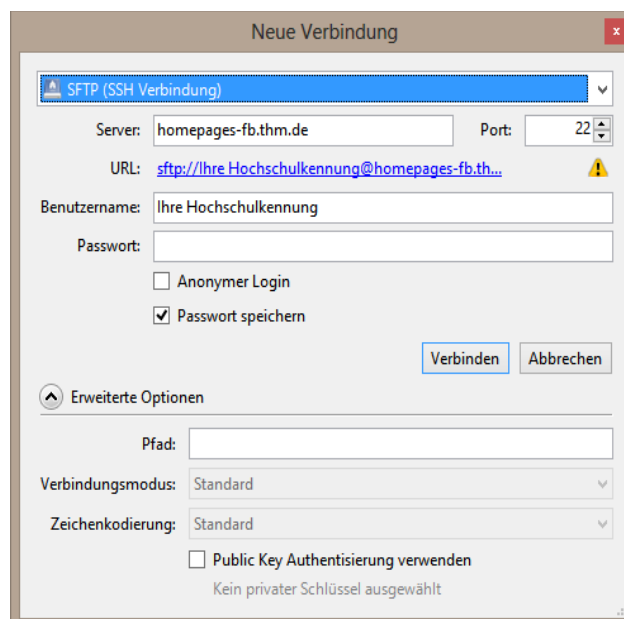 Neue Verbindung
x
SFTP (SSH Verbindung)
Server: homepages-fb.thm.de Port: 22
URL: sftp://Ihre Hochschulkennung@homepages-fb.th...
Benutzername: Ihre Hochschulkennung
Passwort:
Anonymer Login
Passwort speichern
Verbinden Abbrechen
Erweiterte Optionen
Pfad:
Verbindungsmodus: Standard
Zeichenkodierung: Standard
Public Key Authentisierung verwenden
Kein privater Schlüssel ausgewählt